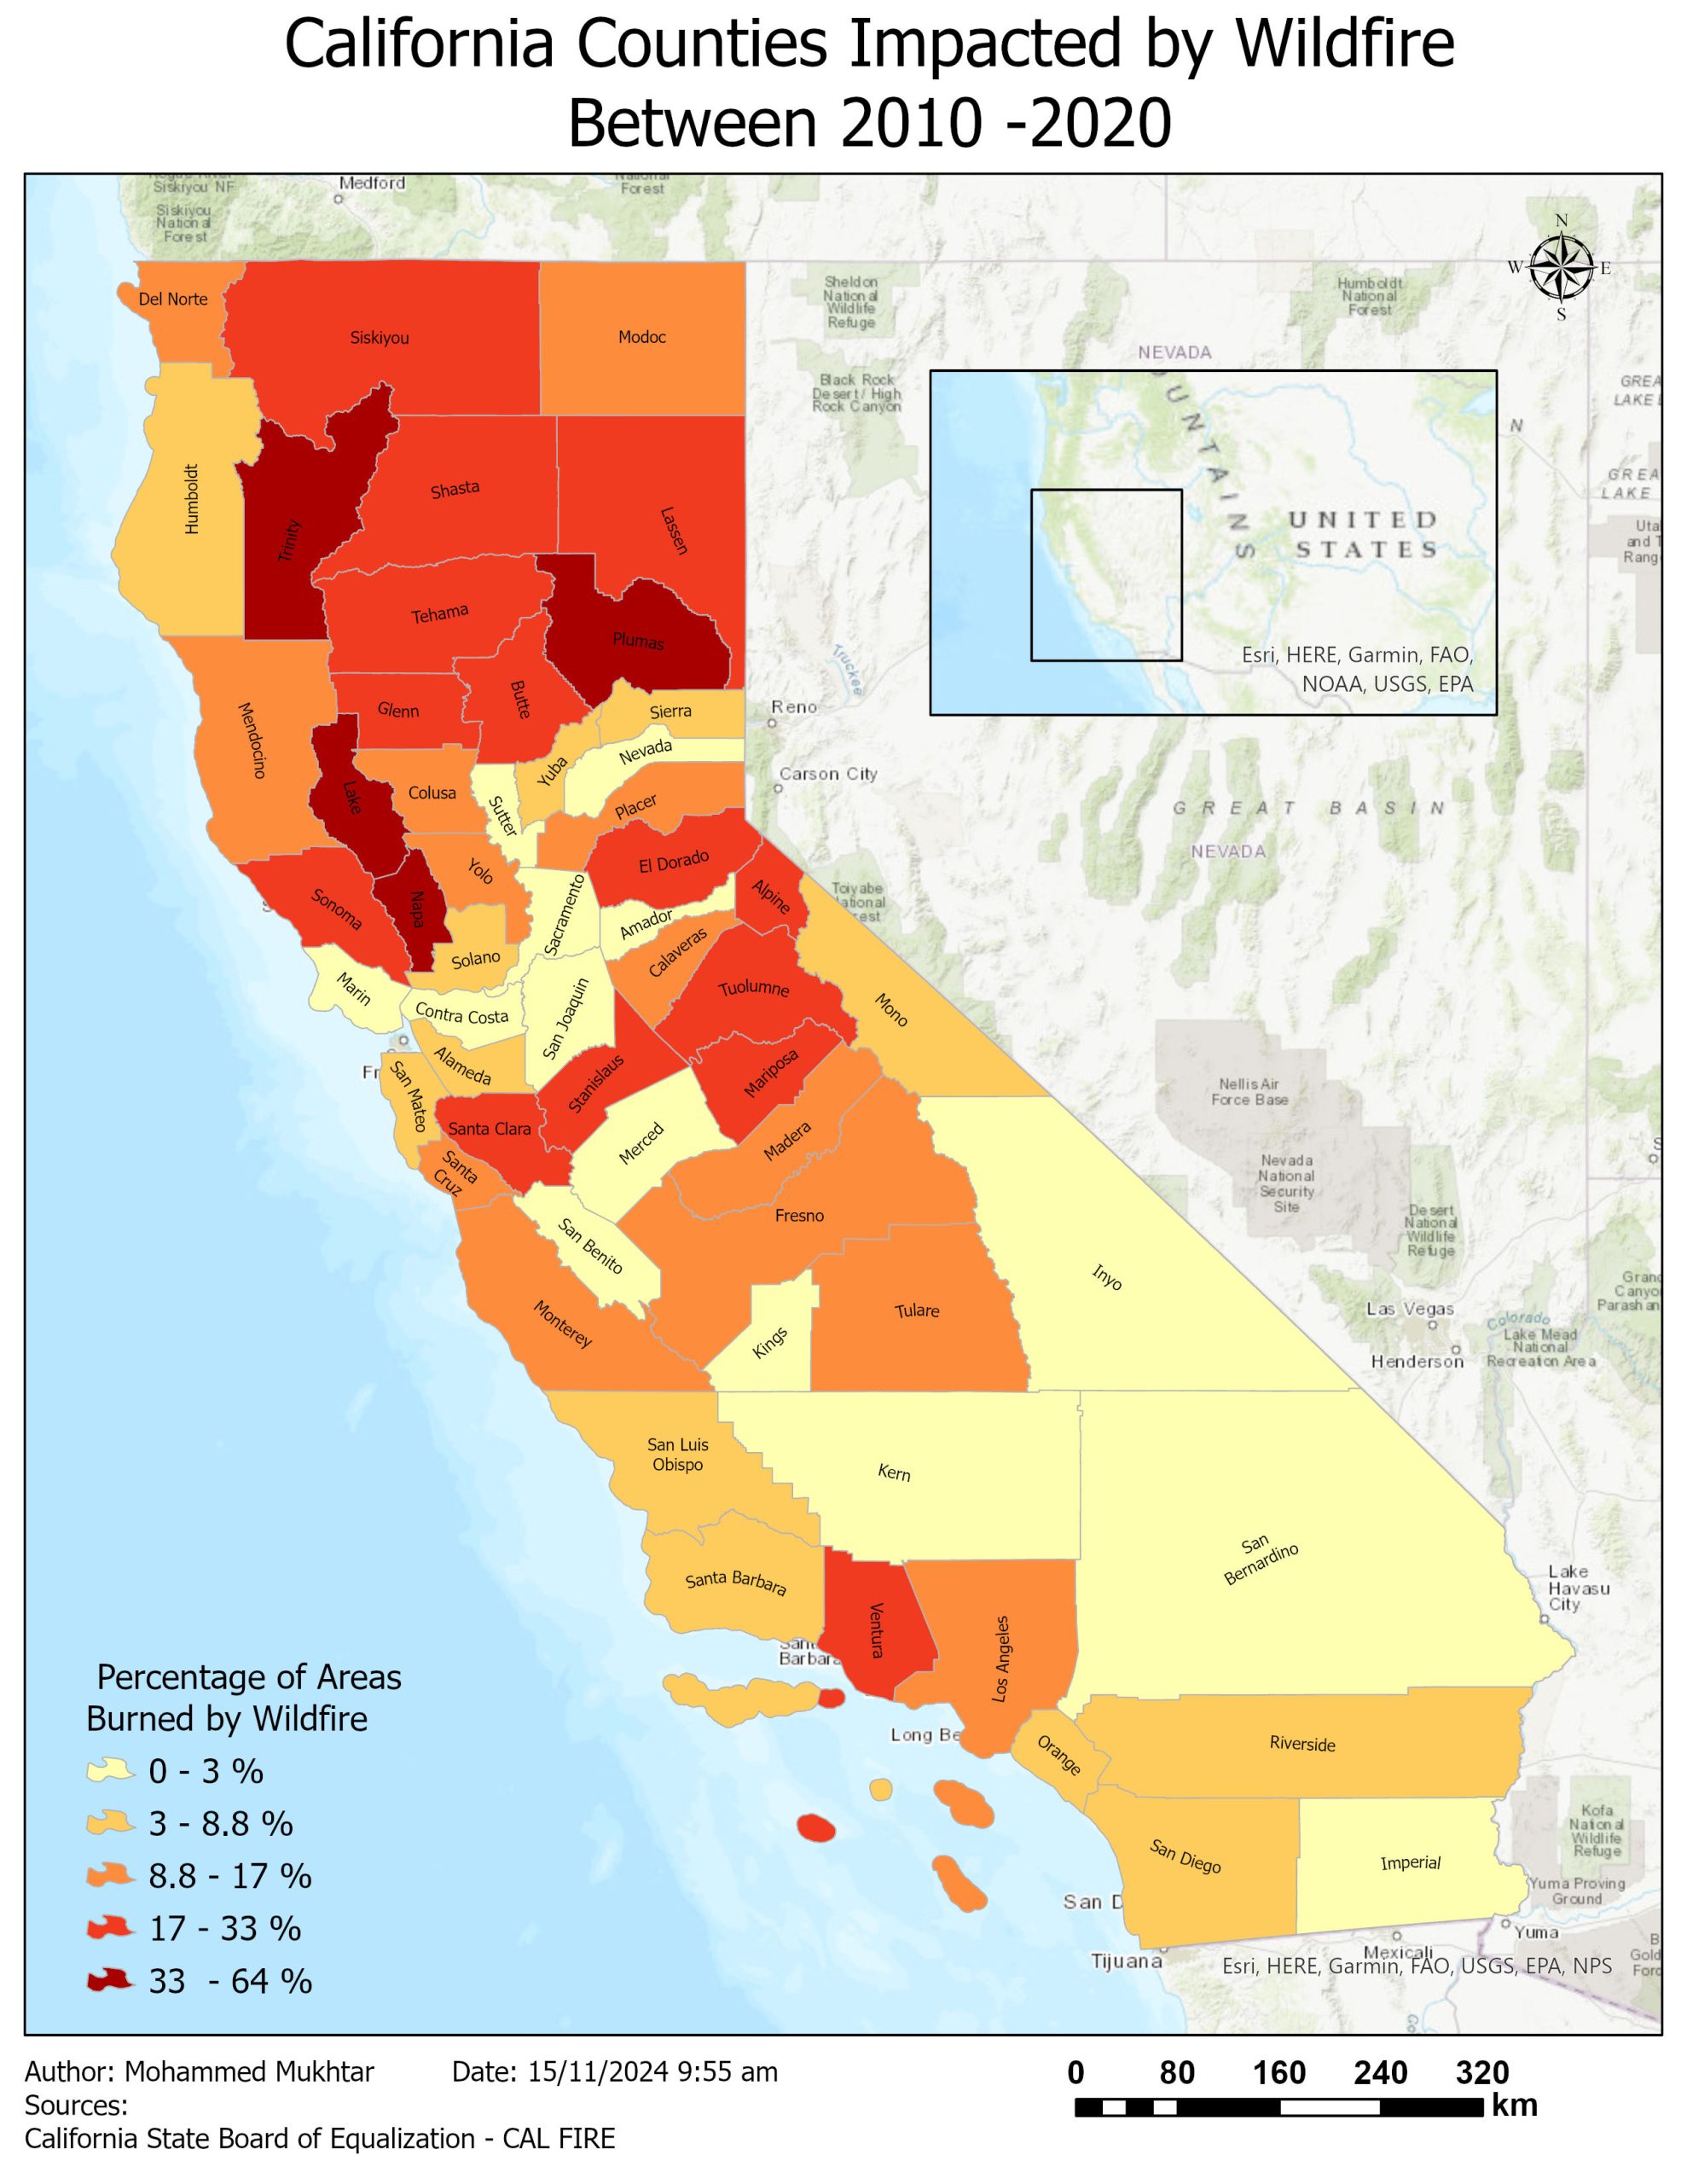 California Counties Impacted by Wildfire
Between 2010 -2020
Siskiyou NF
Medford
Forest
Siskiyou
National
Forest
N
W
E
S
Del Norte
Siskiyou
Modoc
Sheldon
National
Wildlife
Refuge
Humboldt
National
Forest
NEVADA
Black Rock
Desert/ High
Rock Canyon
Humboldt
Trinity
Shasta
Lassen
UNTAINS
UNITED
STATES
Esri, HERE, Garmin, FAO,
NOAA, USGS, EPA
GREA
LAKE
N
GREA
LAKE
Uta
and T
Rang
Tehama
Plumas
Truckee
Mendocino
Glenn
Butte
Sierra
Reno
Nevada
Yuba
Carson City
Lake
Colusa
Sutter
Placer
GREAT BASIN
NEVADA
El Dorado
Yolo
Napa
Sonoma
Sacramento
Amador
Alpine
Toiyabe
ational
est
Calaveras
Solano
Marin
Contra Costa
San Joaquin
Tuolumne
Mono
Fr
Alameda
San Mateo
Stanislaus
Mariposa
Nellis Air
Force Base
Santa Clara
Merced
Madera
Santa
Cruz
Nevada
National
Security
Site
Fresno
San Benito
Desert
National
Wildlife
Refuge
Inyo
Monterey
Kings
Tulare
Las Vegas
Henderson
Colorado
Lake Mead
National
Recreation Area
Grand
Canyo
Parashan
San Luis
Obispo
Kern
San
Bernardino
Santa Barbara
Ventura
Los Angeles
Lake
Havasu
City
Santa
Barbara
Long Be
Orange
Riverside
San Diego
Imperial
Kofa
National
Wildlife
Refuge
Yuma Proving
Ground
San D
Yuma
Tijuana
Mexicali
Esri, HERE, Garmin, FAO, USGS, EPA, NPS
B
Gold
Forc
Percentage of Areas
Burned by Wildfire
0 - 3 %
3 - 8.8 %
8.8 - 17 %
17 - 33 %
33 - 64 %
Author: Mohammed Mukhtar
Date: 15/11/2024 9:55 am
Sources:
California State Board of Equalization - CAL FIRE
0 80 160 240 320
km